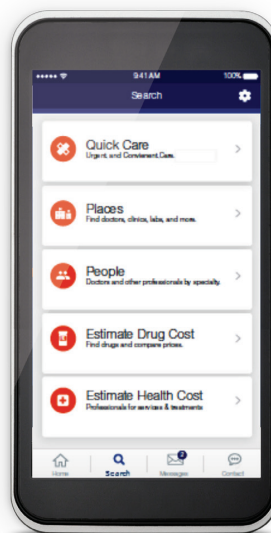 9:41 AM
100%
Search
Quick Care
Urgent and Convienent Care.
Places
Find doctors, clinics, labs, and more.
People
Doctors and other professionals by specialty.
Estimate Drug Cost
Find drugs and compare prices.
Estimate Health Cost
Professionals for services & treatments
2
Home Search Messages Contact